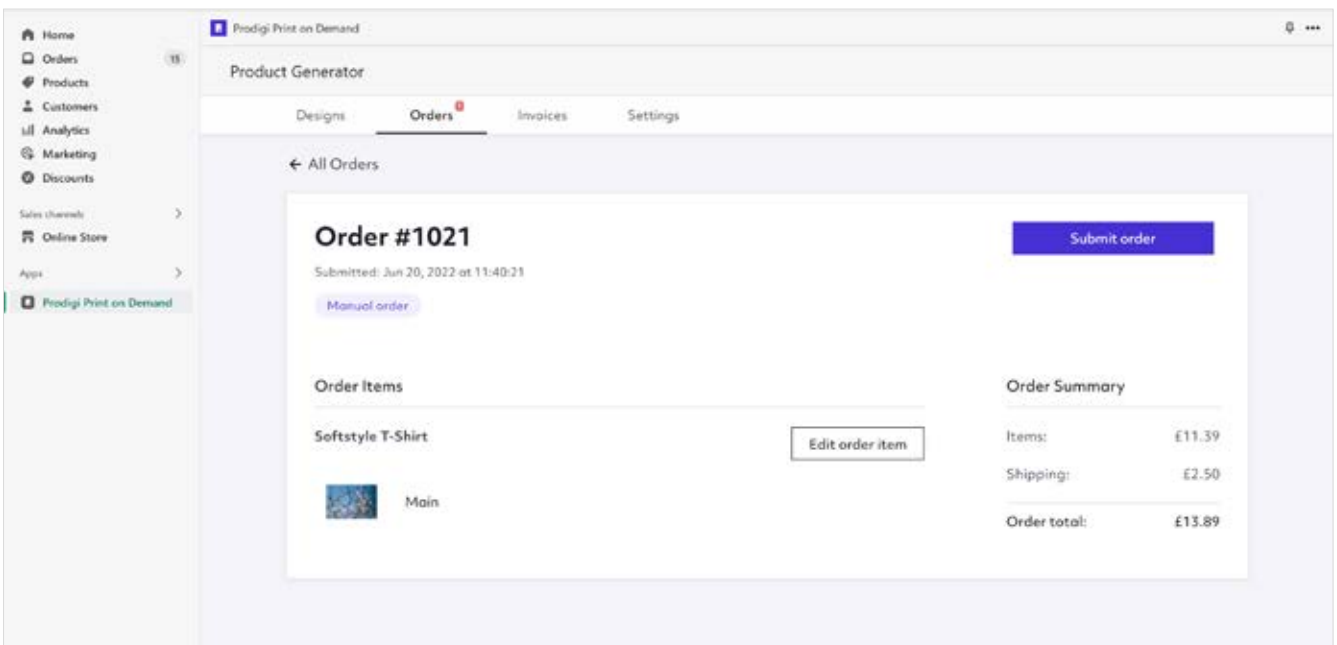 Home
Orders 15
Products
Customers
Analytics
Marketing
Discounts
Sales channels
Online Store
Apps
Prodigi Print on Demand
Prodigi Print on Demand
Product Generator
Designs Orders Invoices Settings
← All Orders
Order #1021
Submit order
Submitted: Jun 20, 2022 at 11:40:21
Manual order
Order Items
Softstyle T-Shirt
Edit order item
Main
Order Summary
Items: £11.39
Shipping: £2.50
Order total: £13.89